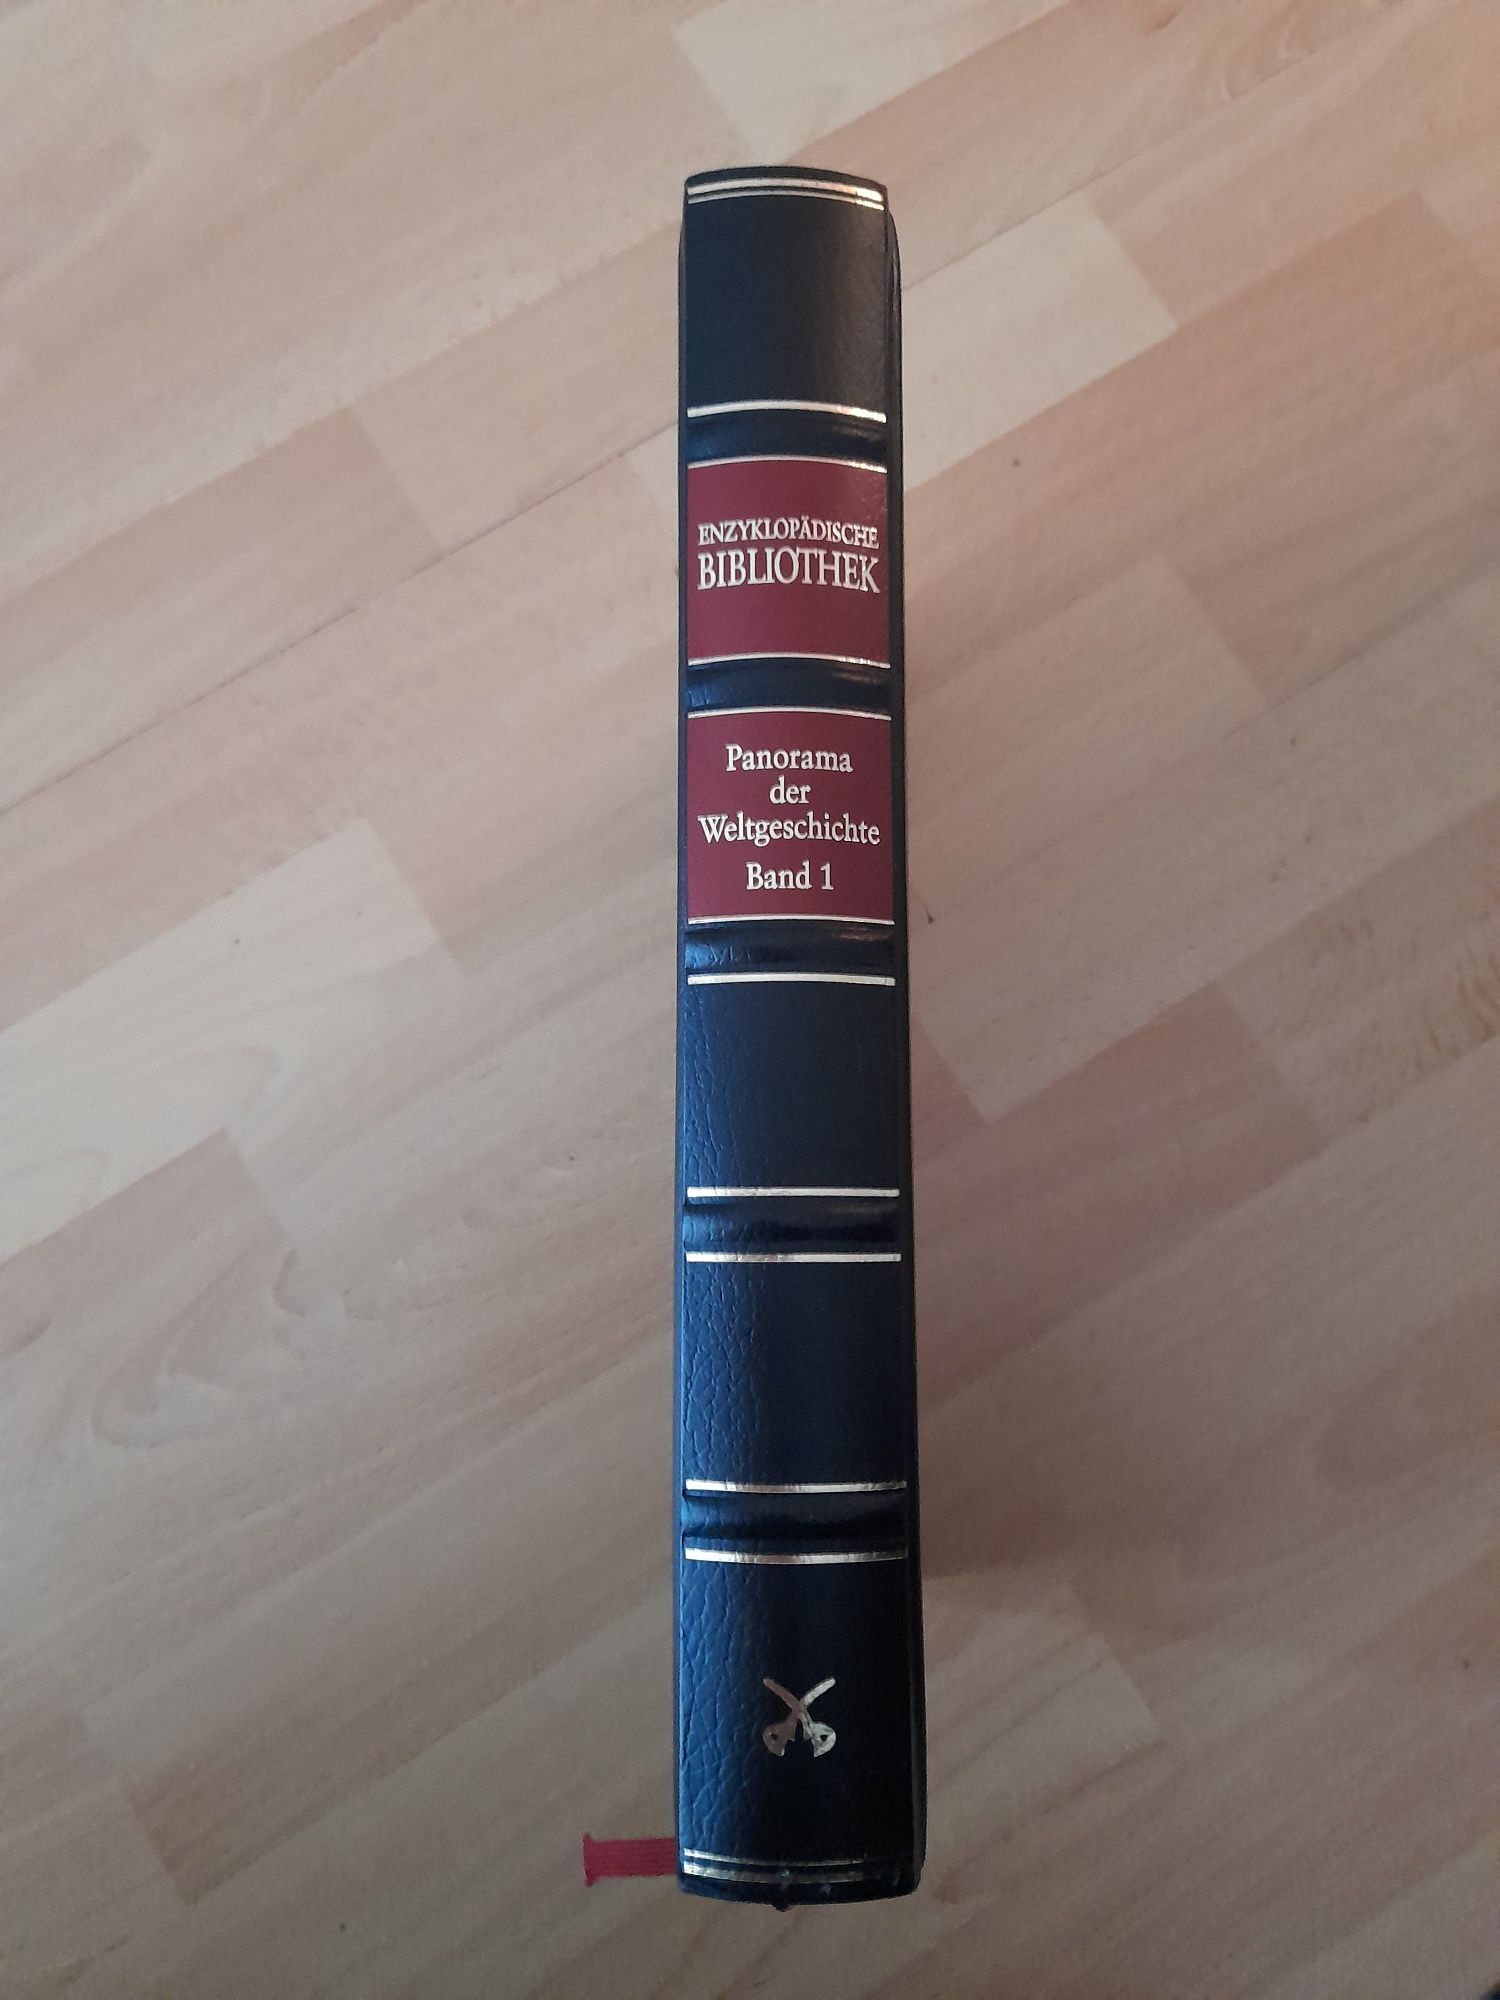 ENZYKLOPÄDISCHE
BIBLIOTHEK
Panorama
der
Weltgeschichte
Band 1